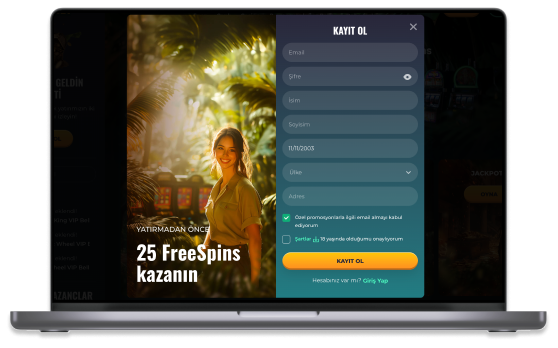 GELDİN
KAYIT OL
Email
Şifre
İsim
Soyisim
11/11/2003
Ülke
Adres
Özel promosyonlarla ilgili email almayı kabul
ediyorum
Şartlar 18 yaşında olduğumu onaylıyorum
KAYIT OL
Hesabınız var mı? Giriş Yap
YATIRMADAN ÖNCE
25 FreeSpins
kazanın
JACKPOT